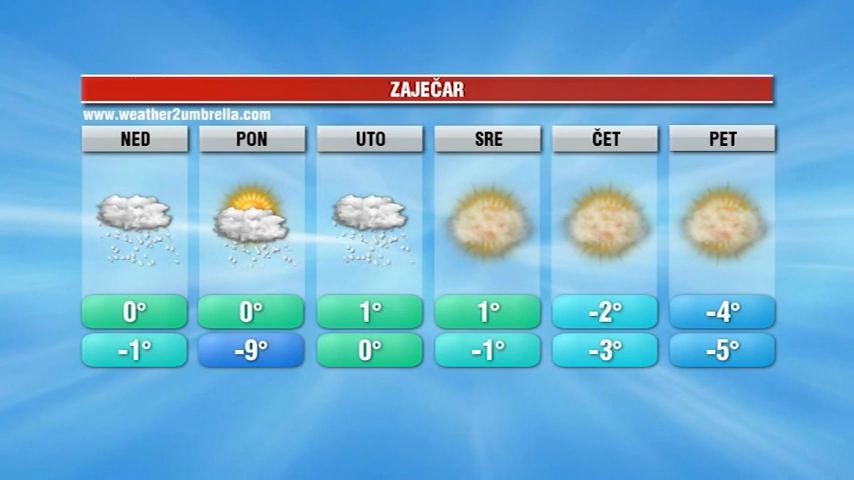 ZAJEČAR
www.weather2umbrella.com
NED PON UTO SRE ČET PET
0° 0° 1° 1° -2° -4°
-1° -9° 0° -1° -3° -5°